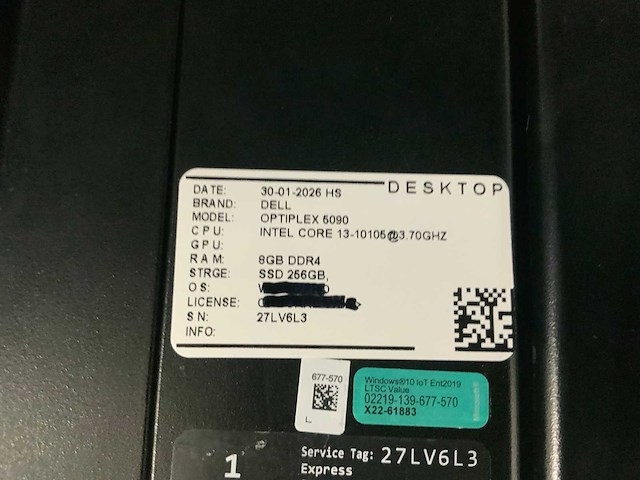 DESKTOP
DATE: 30-01-2026 HS
BRAND: DELL
MODEL: OPTIPLEX 5090
CPU: INTEL CORE I3-10105@3.70GHZ
GPU:
RAM: 8GB DDR4
STRGE: SSD 256GB,
OS:
LICENSE:
SN: 27LV6L3
INFO:
677-570
L
Windows®10 IoT Ent2019
LTSC Value
02219-139-677-570
X22-61883
1
Service Tag: 27LV6L3
Express